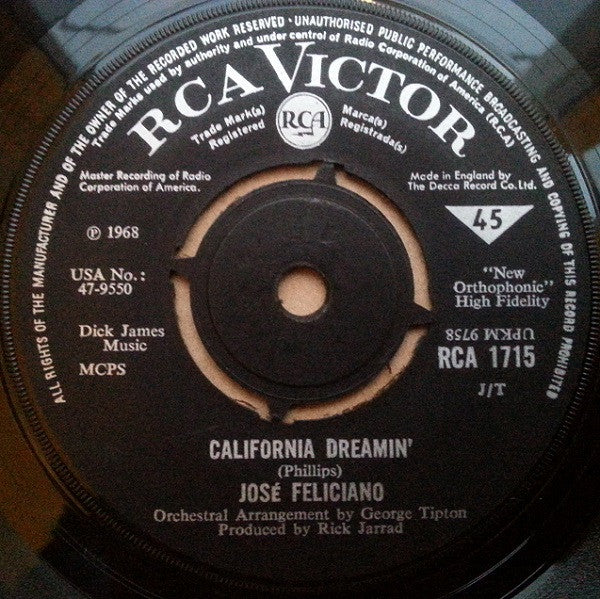 ALL RIGHTS OF THE MANUFACTURER AND OF THE OWNER OF THE RECORDED WORK RESERVED · UNAUTHORISED PUBLIC PERFORMANCE BROADCASTING AND COPYING OF THIS RECORD PROHIBITED
Trade Marks used by authority and under control of Radio Corporation of America (R.C.A.)
RCA VICTOR
Trade Mark(s)
Registered
RCA
Marca(s)
Registrada(s)
Master Recording of Radio
Corporation of America.
Made in England by
The Decca Record Co. Ltd.
℗ 1968
45
USA No.:
47-9550
"New
Orthophonic"
High Fidelity
Dick James
Music
MCPS
UPKM 9758
RCA 1715
J/T
CALIFORNIA DREAMIN'
(Phillips)
JOSÉ FELICIANO
Orchestral Arrangement by George Tipton
Produced by Rick Jarrad